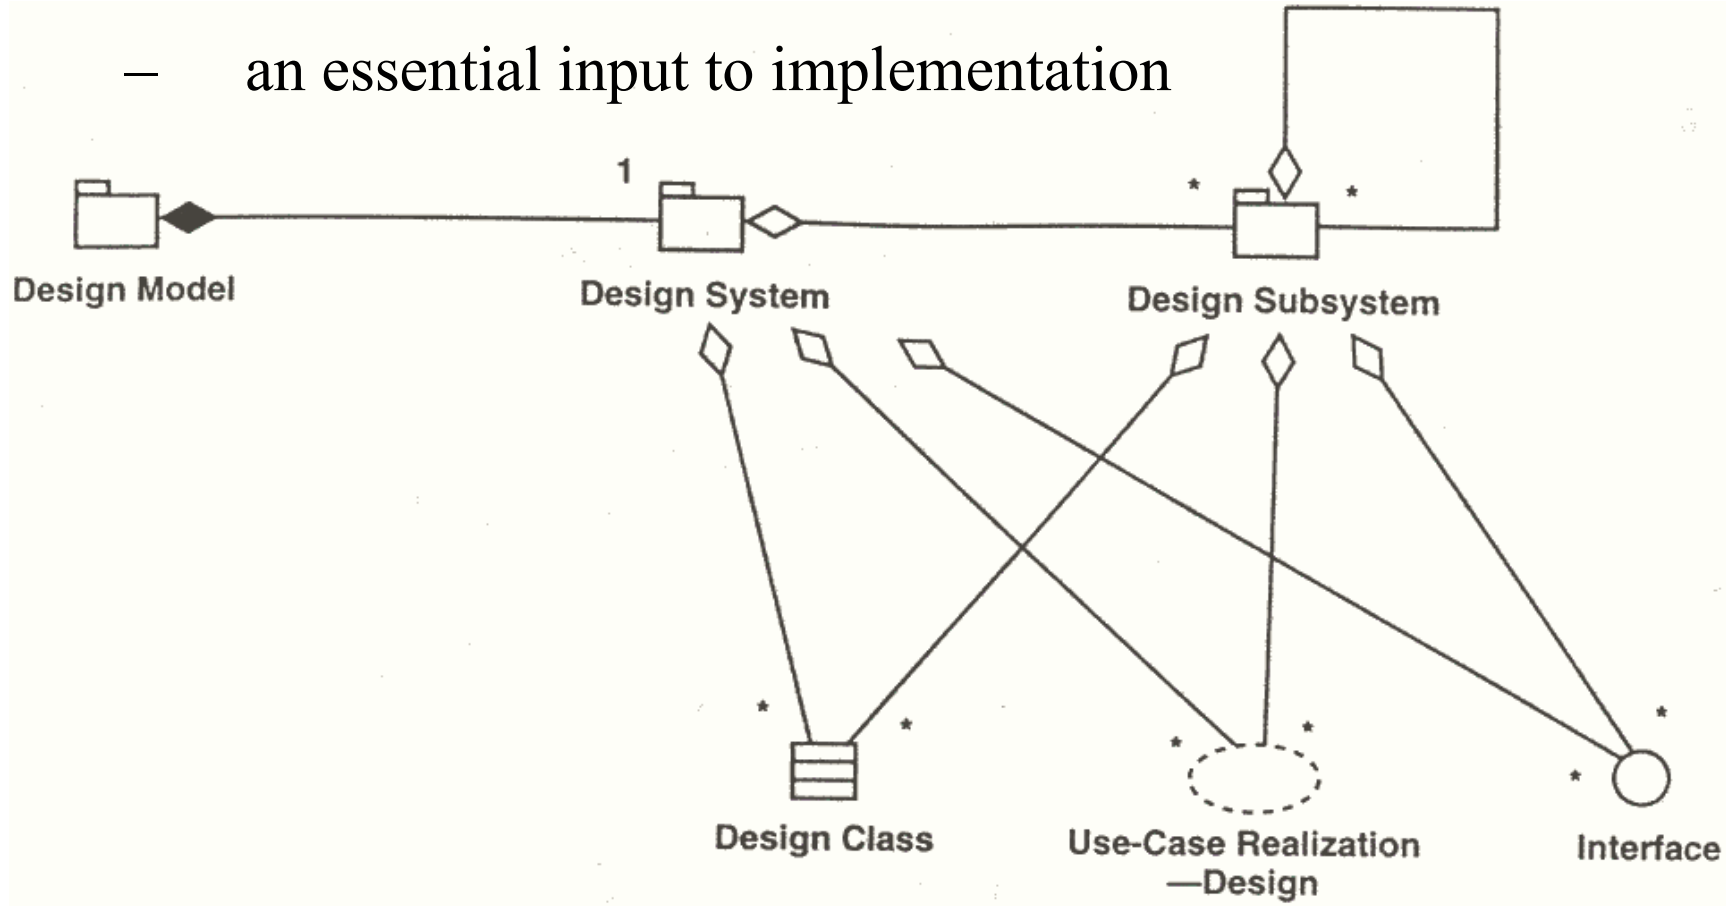 – an essential input to implementation
1
*
*
Design Model
Design System
Design Subsystem
*
*
*
*
*
*
Design Class
Use-Case Realization
—Design
Interface